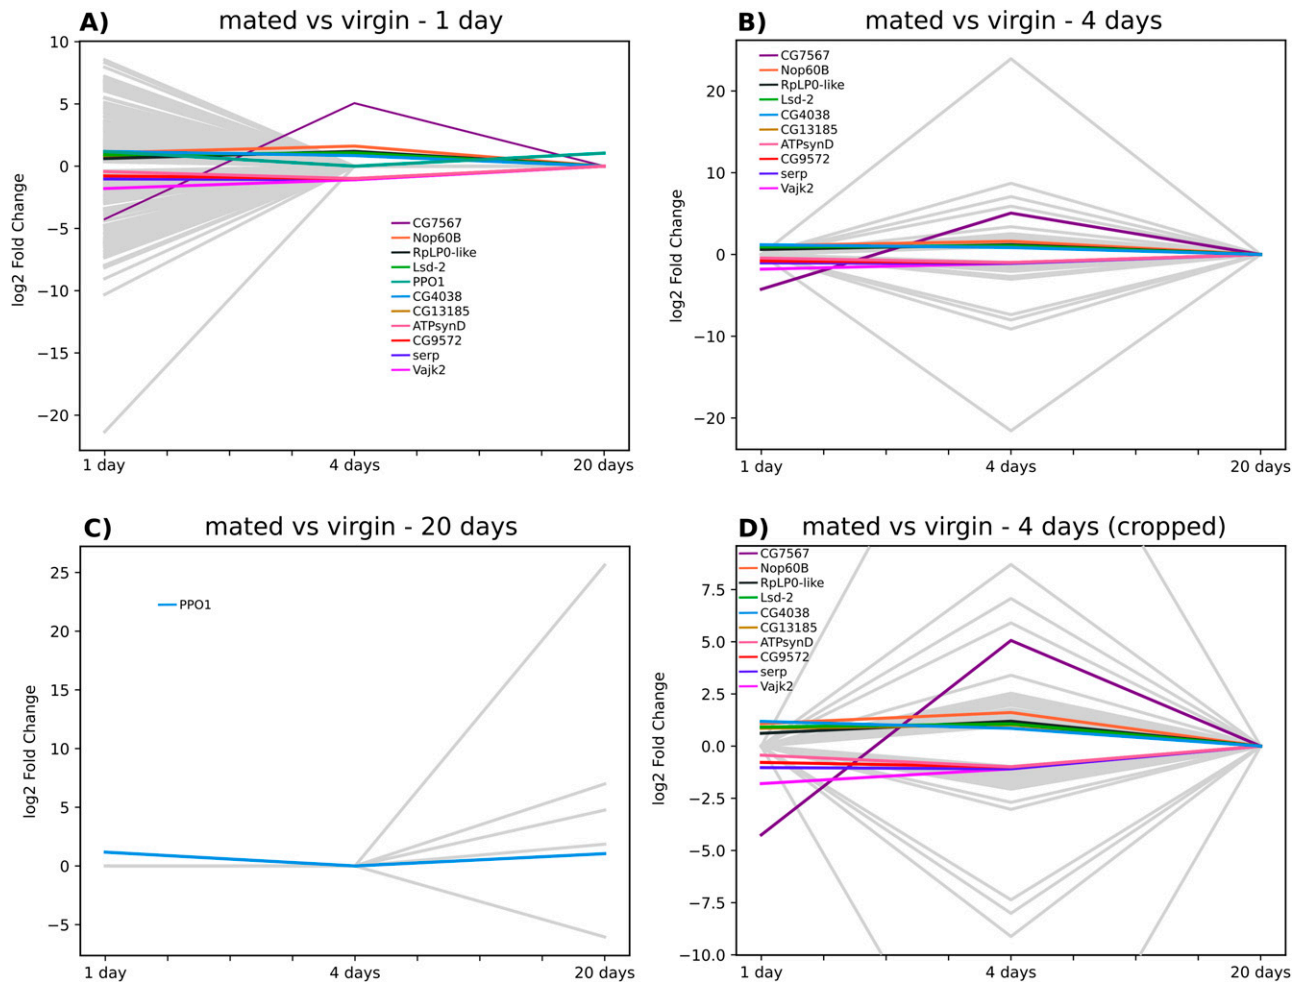 A) mated vs virgin - 1 day
10
5
0
−5
−10
−15
−20
log2 Fold Change
CG7567
Nop60B
RpLP0-like
Lsd-2
PPO1
CG4038
CG13185
ATPsynD
CG9572
serp
Vajk2
1 day 4 days 20 days
B) mated vs virgin - 4 days
20
10
0
−10
−20
log2 Fold Change
CG7567
Nop60B
RpLP0-like
Lsd-2
CG4038
CG13185
ATPsynD
CG9572
serp
Vajk2
1 day 4 days 20 days
C) mated vs virgin - 20 days
25
20
15
10
5
0
−5
log2 Fold Change
PPO1
1 day 4 days 20 days
D) mated vs virgin - 4 days (cropped)
7.5
5.0
2.5
0.0
−2.5
−5.0
−7.5
−10.0
log2 Fold Change
CG7567
Nop60B
RpLP0-like
Lsd-2
CG4038
CG13185
ATPsynD
CG9572
serp
Vajk2
1 day 4 days 20 days